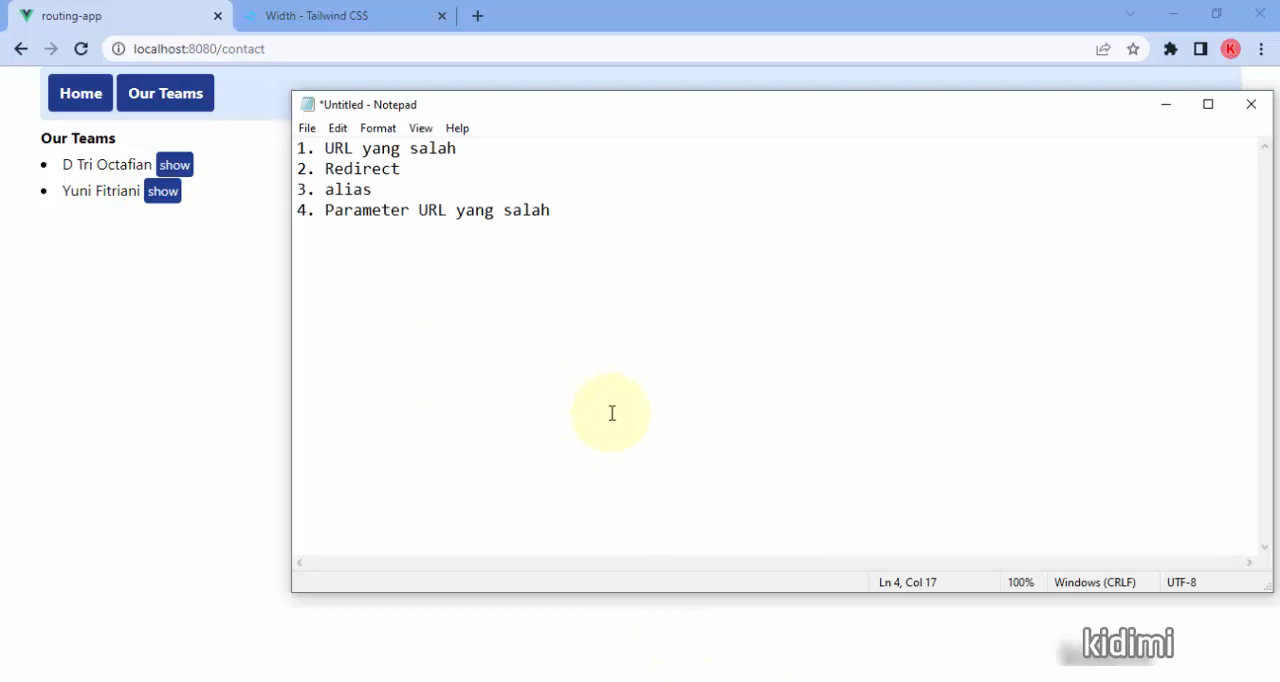 routing-app
Width - Tailwind CSS
localhost:8080/contact
K
Home
Our Teams
Our Teams
D Tri Octafian show
Yuni Fitriani show
*Untitled - Notepad
File Edit Format View Help
1. URL yang salah
2. Redirect
3. alias
4. Parameter URL yang salah
Ln 4, Col 17
100%
Windows (CRLF)
UTF-8
kidimi